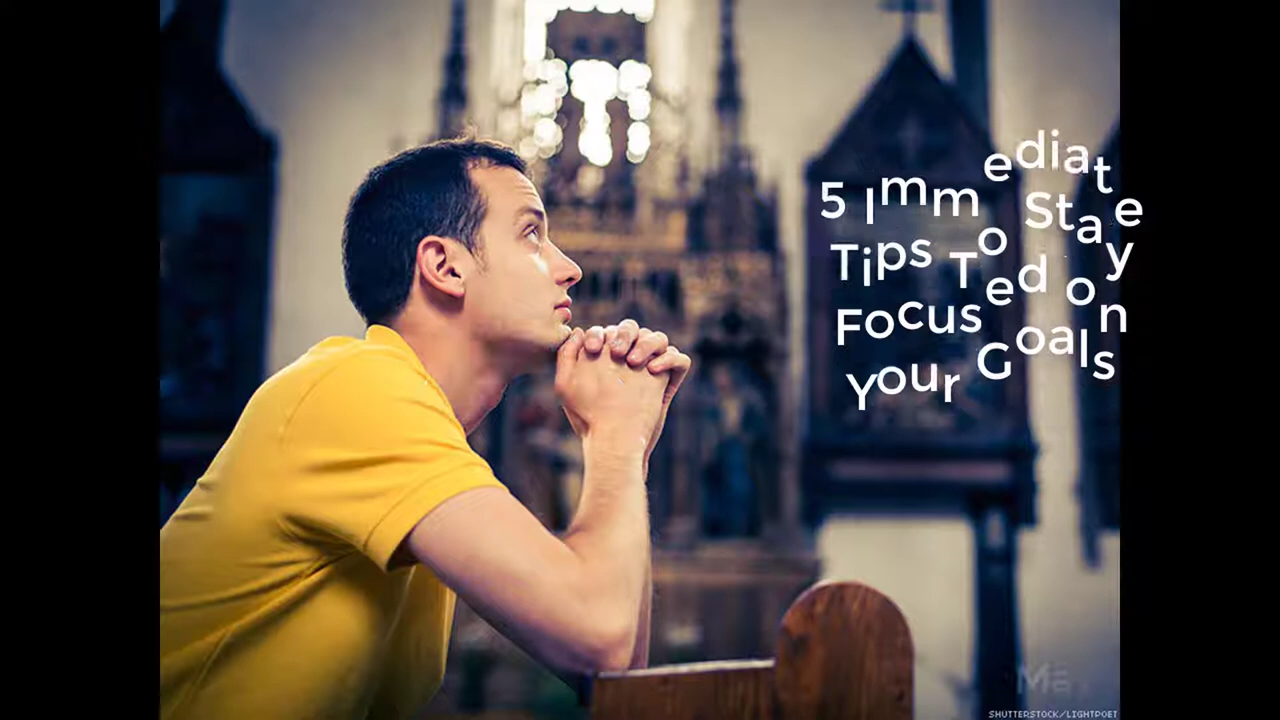 5 Immediate
Tips To Stay
Focused on
Your Goals
SHUTTERSTOCK/LIGHTPOET